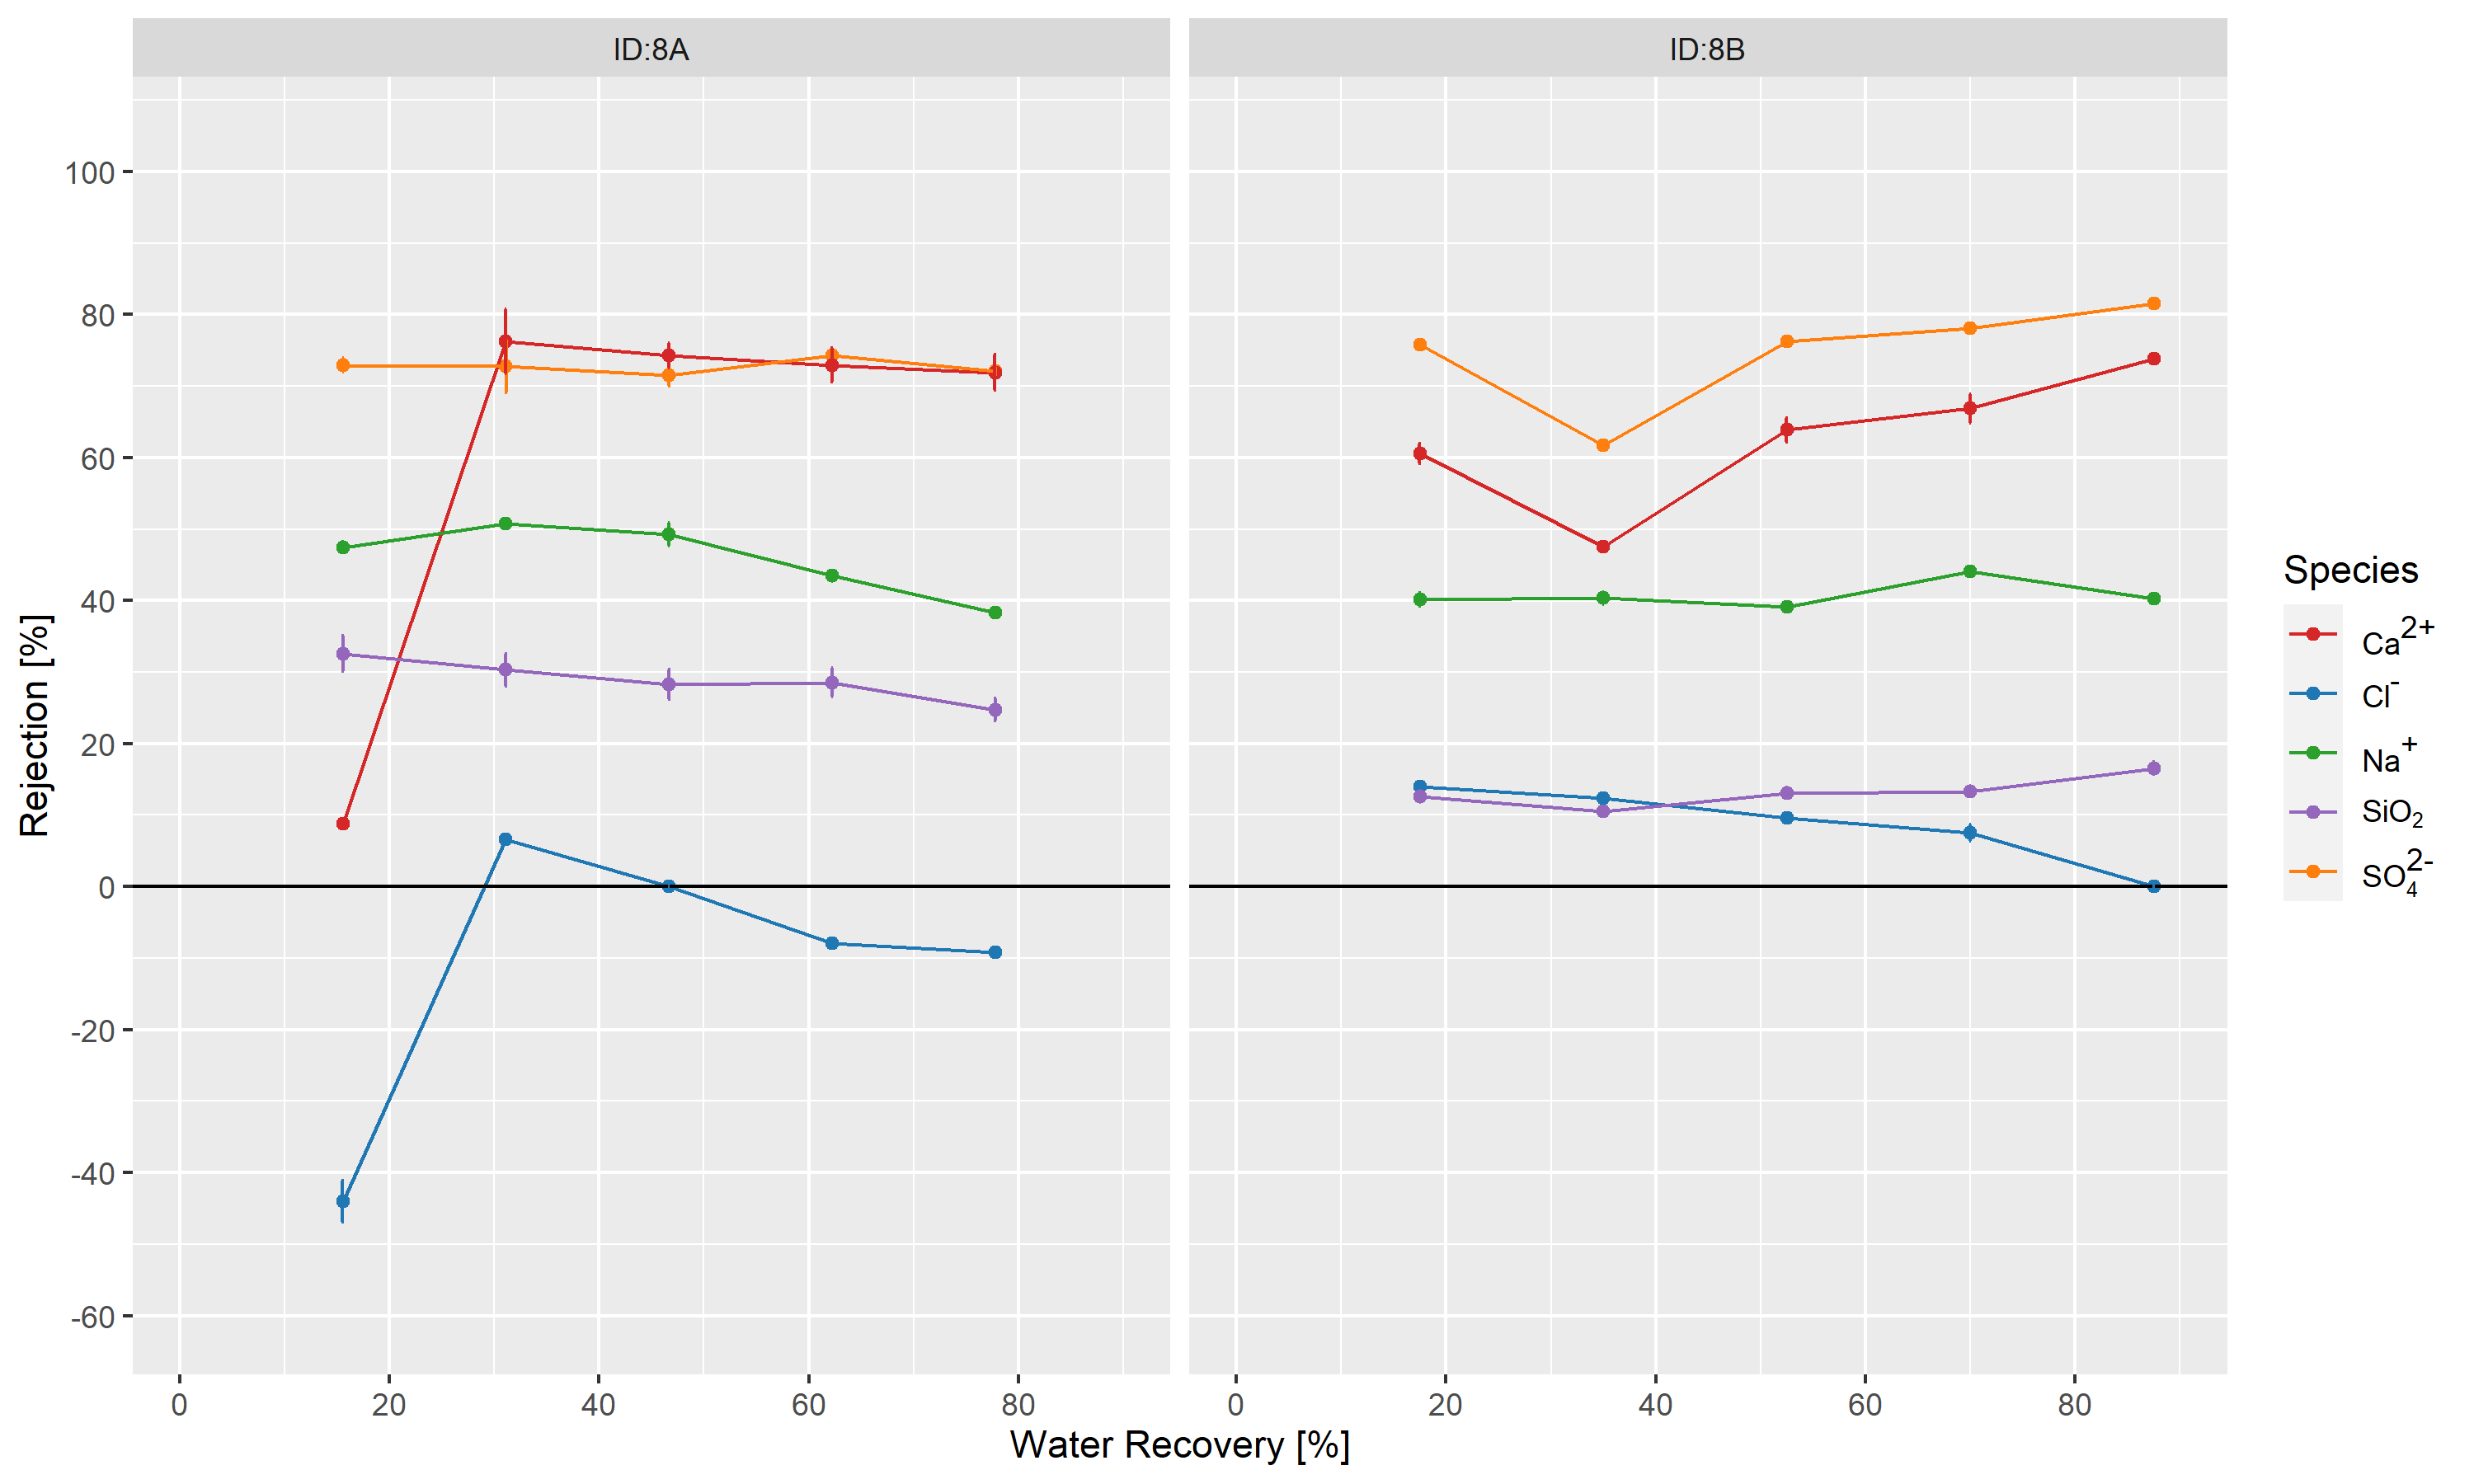 ID:8A
ID:8B
100
80
60
40
20
0
-20
-40
-60
Rejection [%]
0 20 40 60 80
0 20 40 60 80
Water Recovery [%]
Species
Ca²⁺
Cl⁻
Na⁺
SiO₂
SO₄²⁻